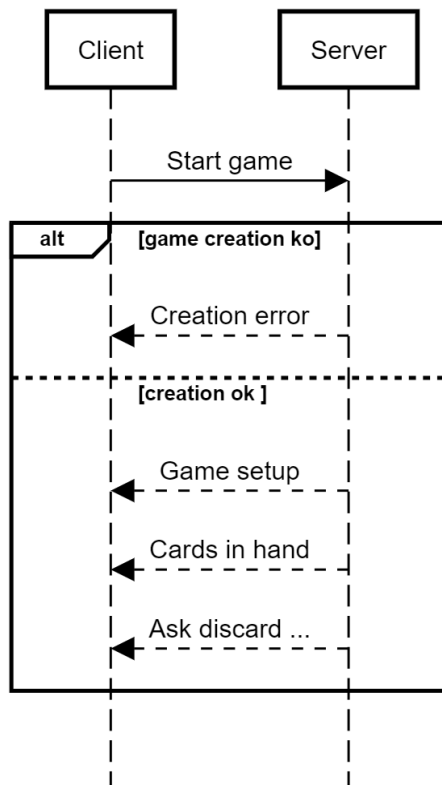 Client
Server
Start game
alt
[game creation ko]
Creation error
[creation ok ]
Game setup
Cards in hand
Ask discard ...